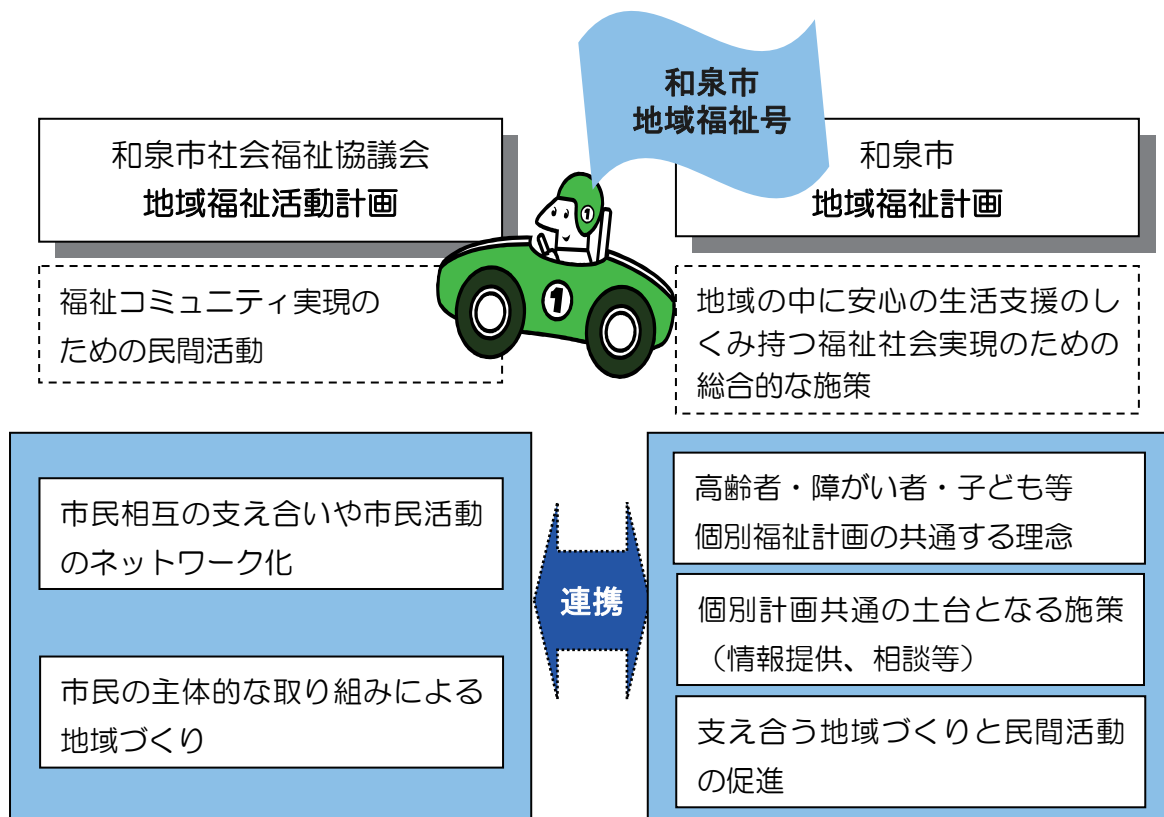 和泉市
地域福祉号
和泉市社会福祉協議会
地域福祉活動計画
福祉コミュニティ実現の
ための民間活動
市民相互の支え合いや市民活動
のネットワーク化
市民の主体的な取り組みによる
地域づくり
1
1
連携
和泉市
地域福祉計画
地域の中に安心の生活支援のし
くみ持つ福祉社会実現のための
総合的な施策
高齢者・障がい者・子ども等
個別福祉計画の共通する理念
個別計画共通の土台となる施策
（情報提供、相談等）
支え合う地域づくりと民間活動
の促進